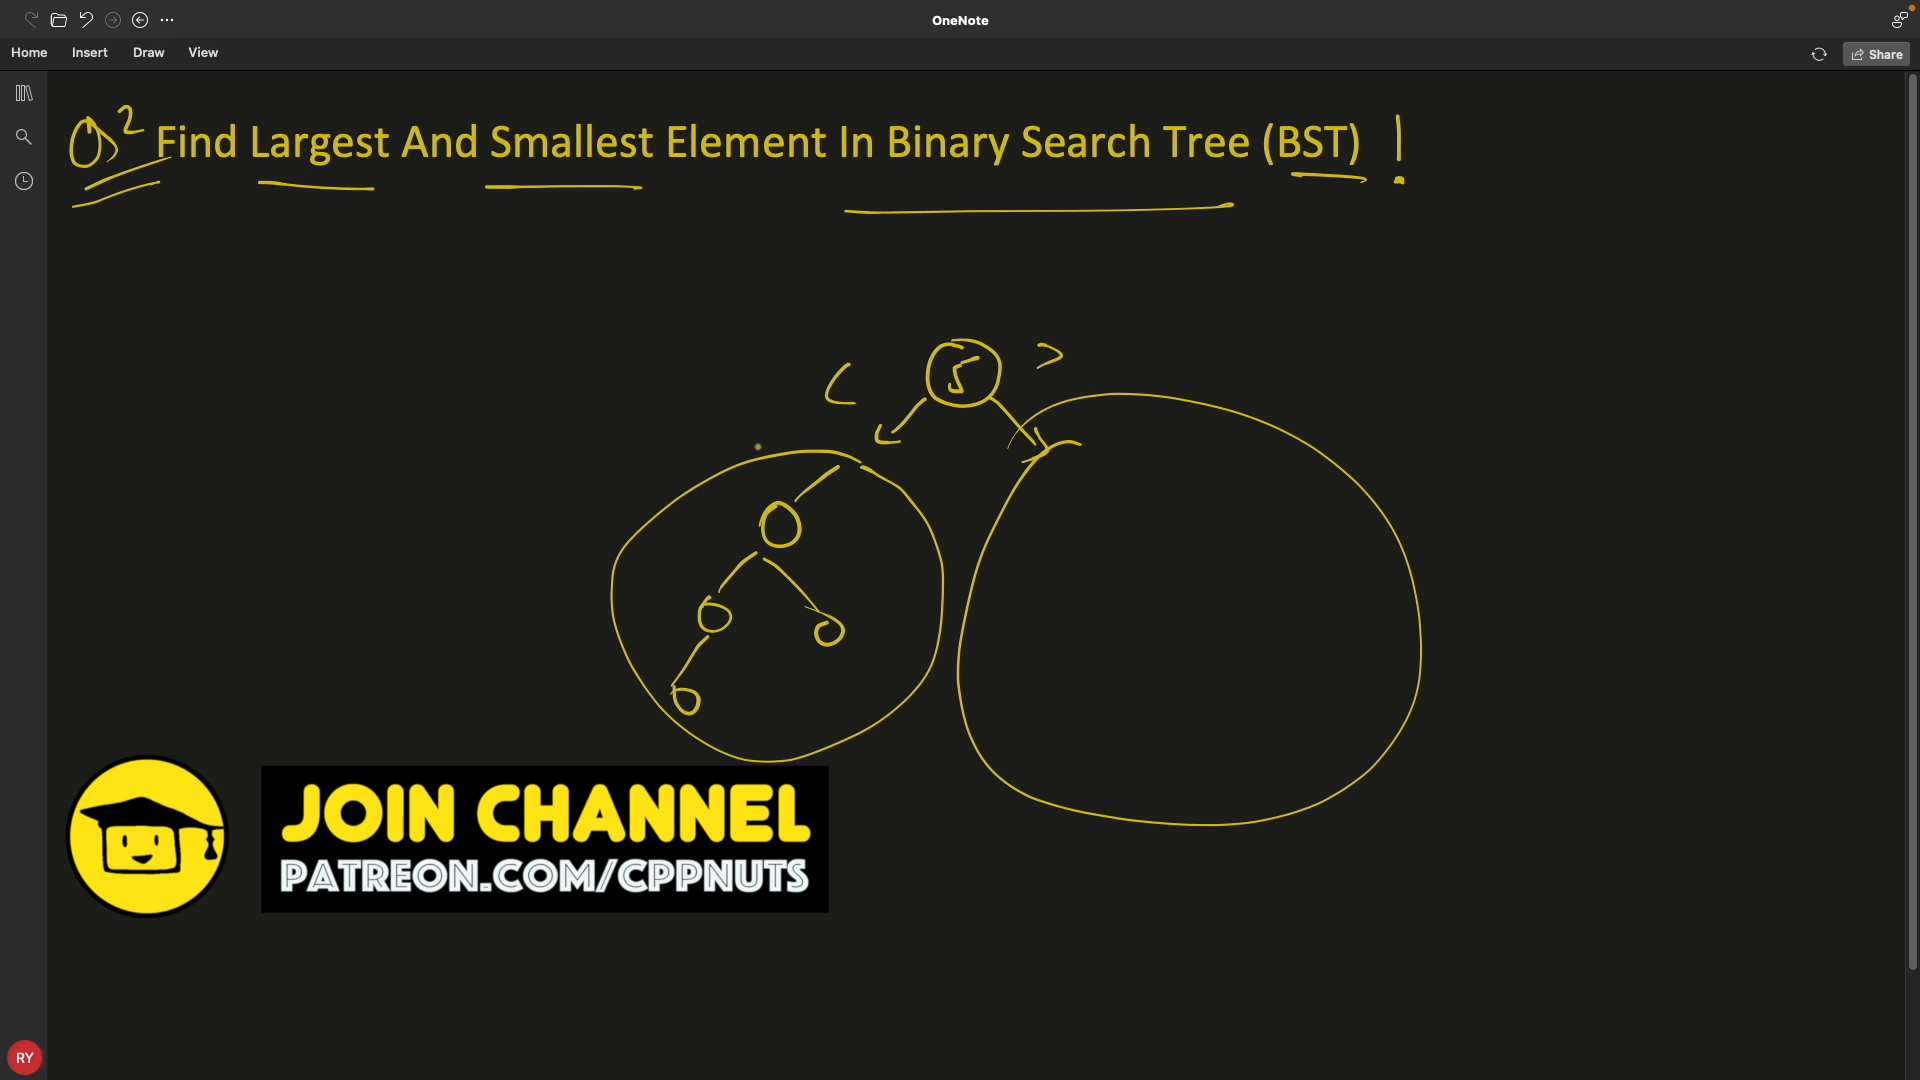 OneNote
Home Insert Draw View
Share
Find Largest And Smallest Element In Binary Search Tree (BST) !
< 5 >
JOIN CHANNEL
PATREON.COM/CPPNUTS
RY